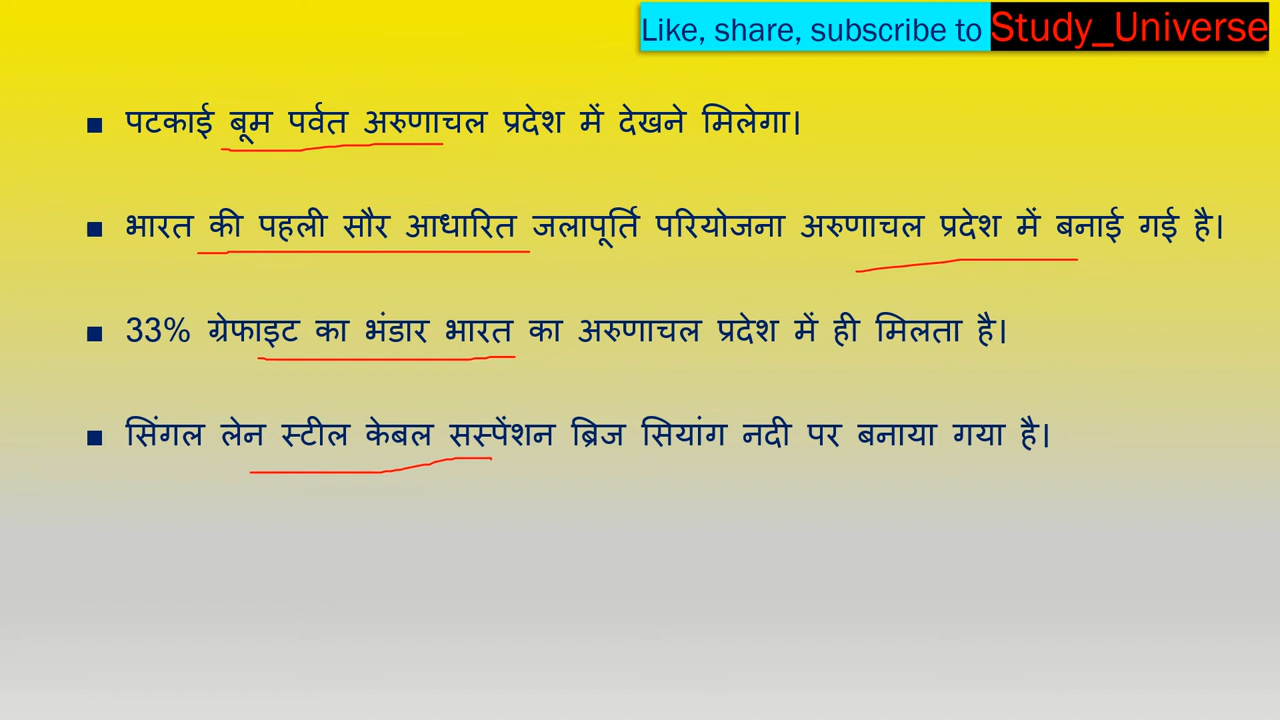 Like, share, subscribe to Study_Universe
▪ पटकाई बूम पर्वत अरुणाचल प्रदेश में देखने मिलेगा।
▪ भारत की पहली सौर आधारित जलापूर्ति परियोजना अरुणाचल प्रदेश में बनाई गई है।
▪ 33% ग्रेफाइट का भंडार भारत का अरुणाचल प्रदेश में ही मिलता है।
▪ सिंगल लेन स्टील केबल सस्पेंशन ब्रिज सियांग नदी पर बनाया गया है।